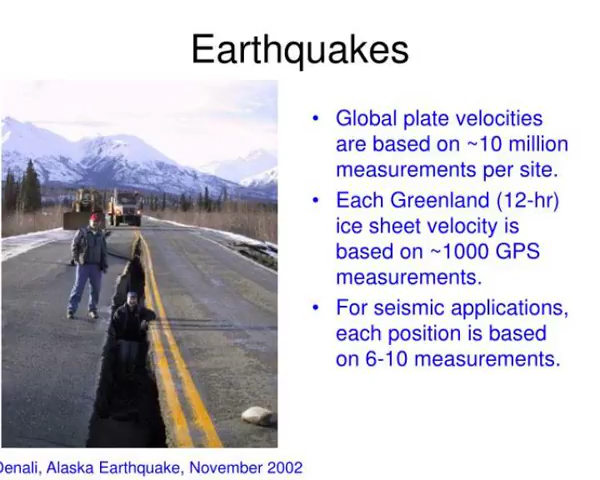 Earthquakes
• Global plate velocities
are based on ~10 million
measurements per site.
• Each Greenland (12-hr)
ice sheet velocity is
based on ~1000 GPS
measurements.
• For seismic applications,
each position is based
on 6-10 measurements.
Denali, Alaska Earthquake, November 2002